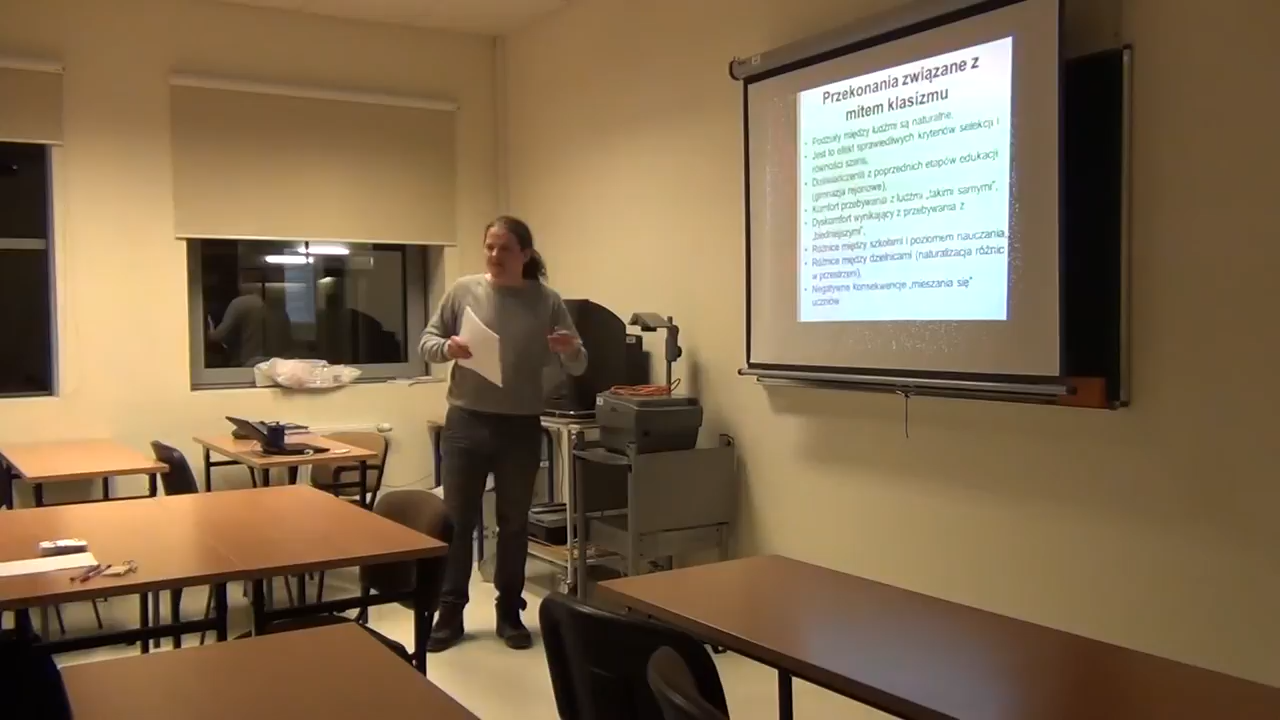 Przekonania związane z
mitem klasizmu
Podziały między ludźmi są naturalne.
Jest to efekt sprawiedliwych kryteriów selekcji i
równości szans,
Doświadczenia z poprzednich etapów edukacji
(gimnazja rejonowe),
Komfort przebywania z ludźmi „takimi samymi”,
Dyskomfort wynikający z przebywania z
„biedniejszymi”,
Różnice między szkołami i poziomem nauczania,
Różnice między dzielnicami (naturalizacja różnic
w przestrzeni),
Negatywne konsekwencje „mieszania się”
uczniów